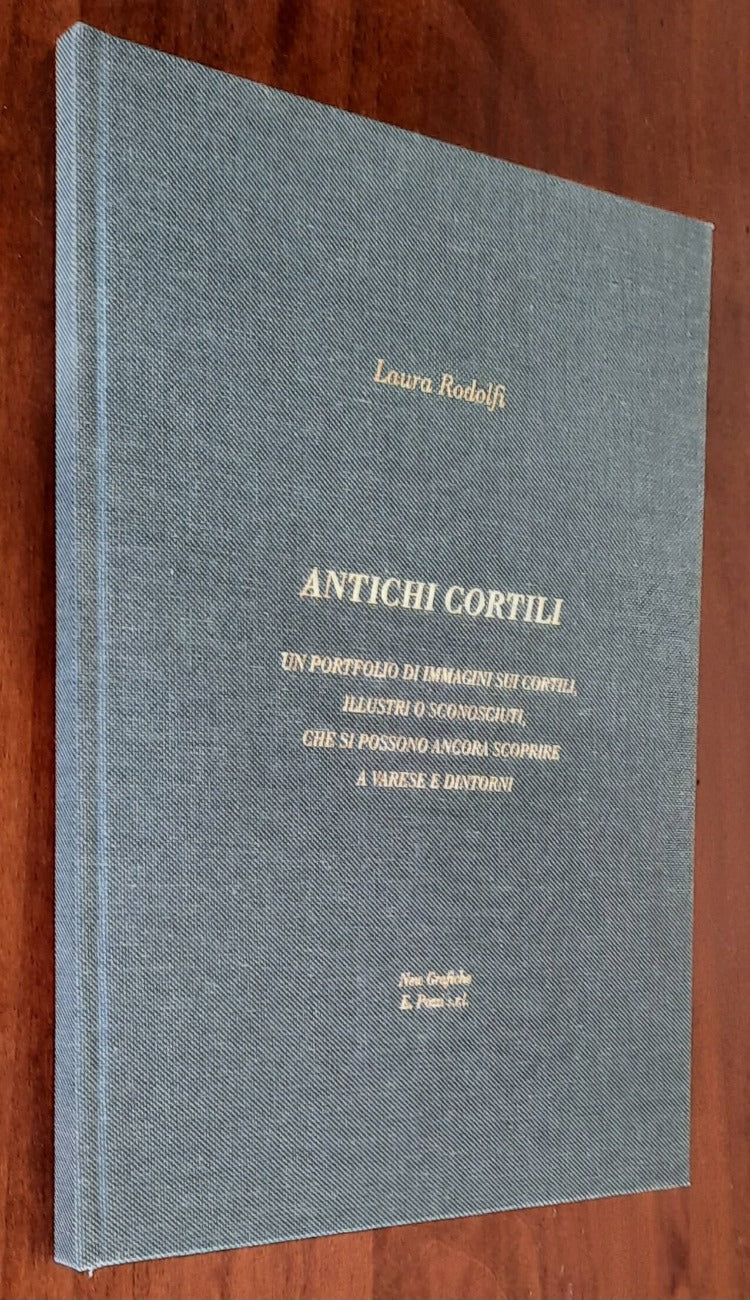 Laura Rodolfi
ANTICHI CORTILI
UN PORTFOLIO DI IMMAGINI SUI CORTILI,
ILLUSTRI O SCONOSCIUTI,
CHE SI POSSONO ANCORA SCOPRIRE
A VARESE E DINTORNI
New Grafiche
E. s.r.l.